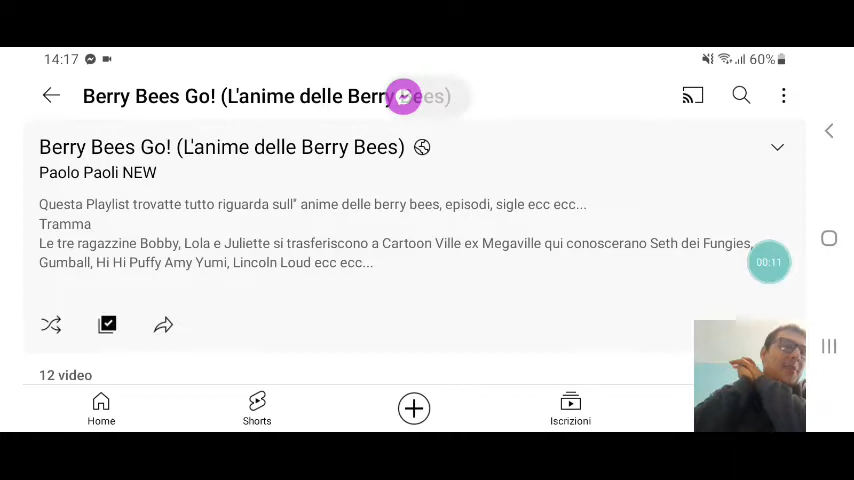 14:17
60%
Berry Bees Go! (L'anime delle Berry Bees)
Berry Bees Go! (L'anime delle Berry Bees)
Paolo Paoli NEW
Questa Playlist trovatte tutto riguarda sull'' anime delle berry bees, episodi, sigle ecc ecc...
Tramma
Le tre ragazzine Bobby, Lola e Juliette si trasferiscono a Cartoon Ville ex Megaville qui conoscerano Seth dei Fungies,
Gumball, Hi Hi Puffy Amy Yumi, Lincoln Loud ecc ecc...
00:11
12 video
Home
Shorts
Iscrizioni